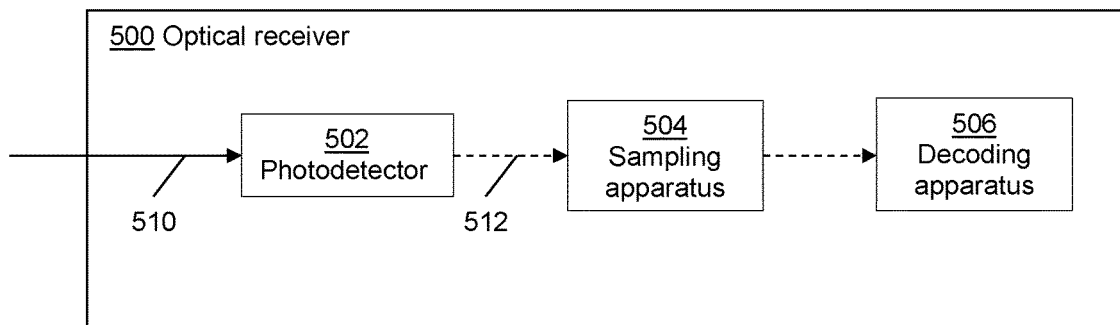 500 Optical receiver
502
Photodetector
504
Sampling
apparatus
506
Decoding
apparatus
510
512